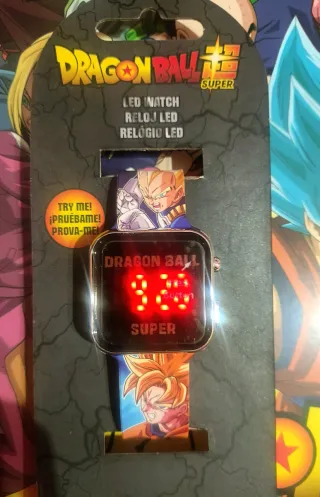 DRAGON BALL 超
SUPER
LED WATCH
RELOJ LED
RELÓGIO LED
TRY ME!
¡PRUÉBAME!
PROVA-ME!
DRAGON BALL
SUPER